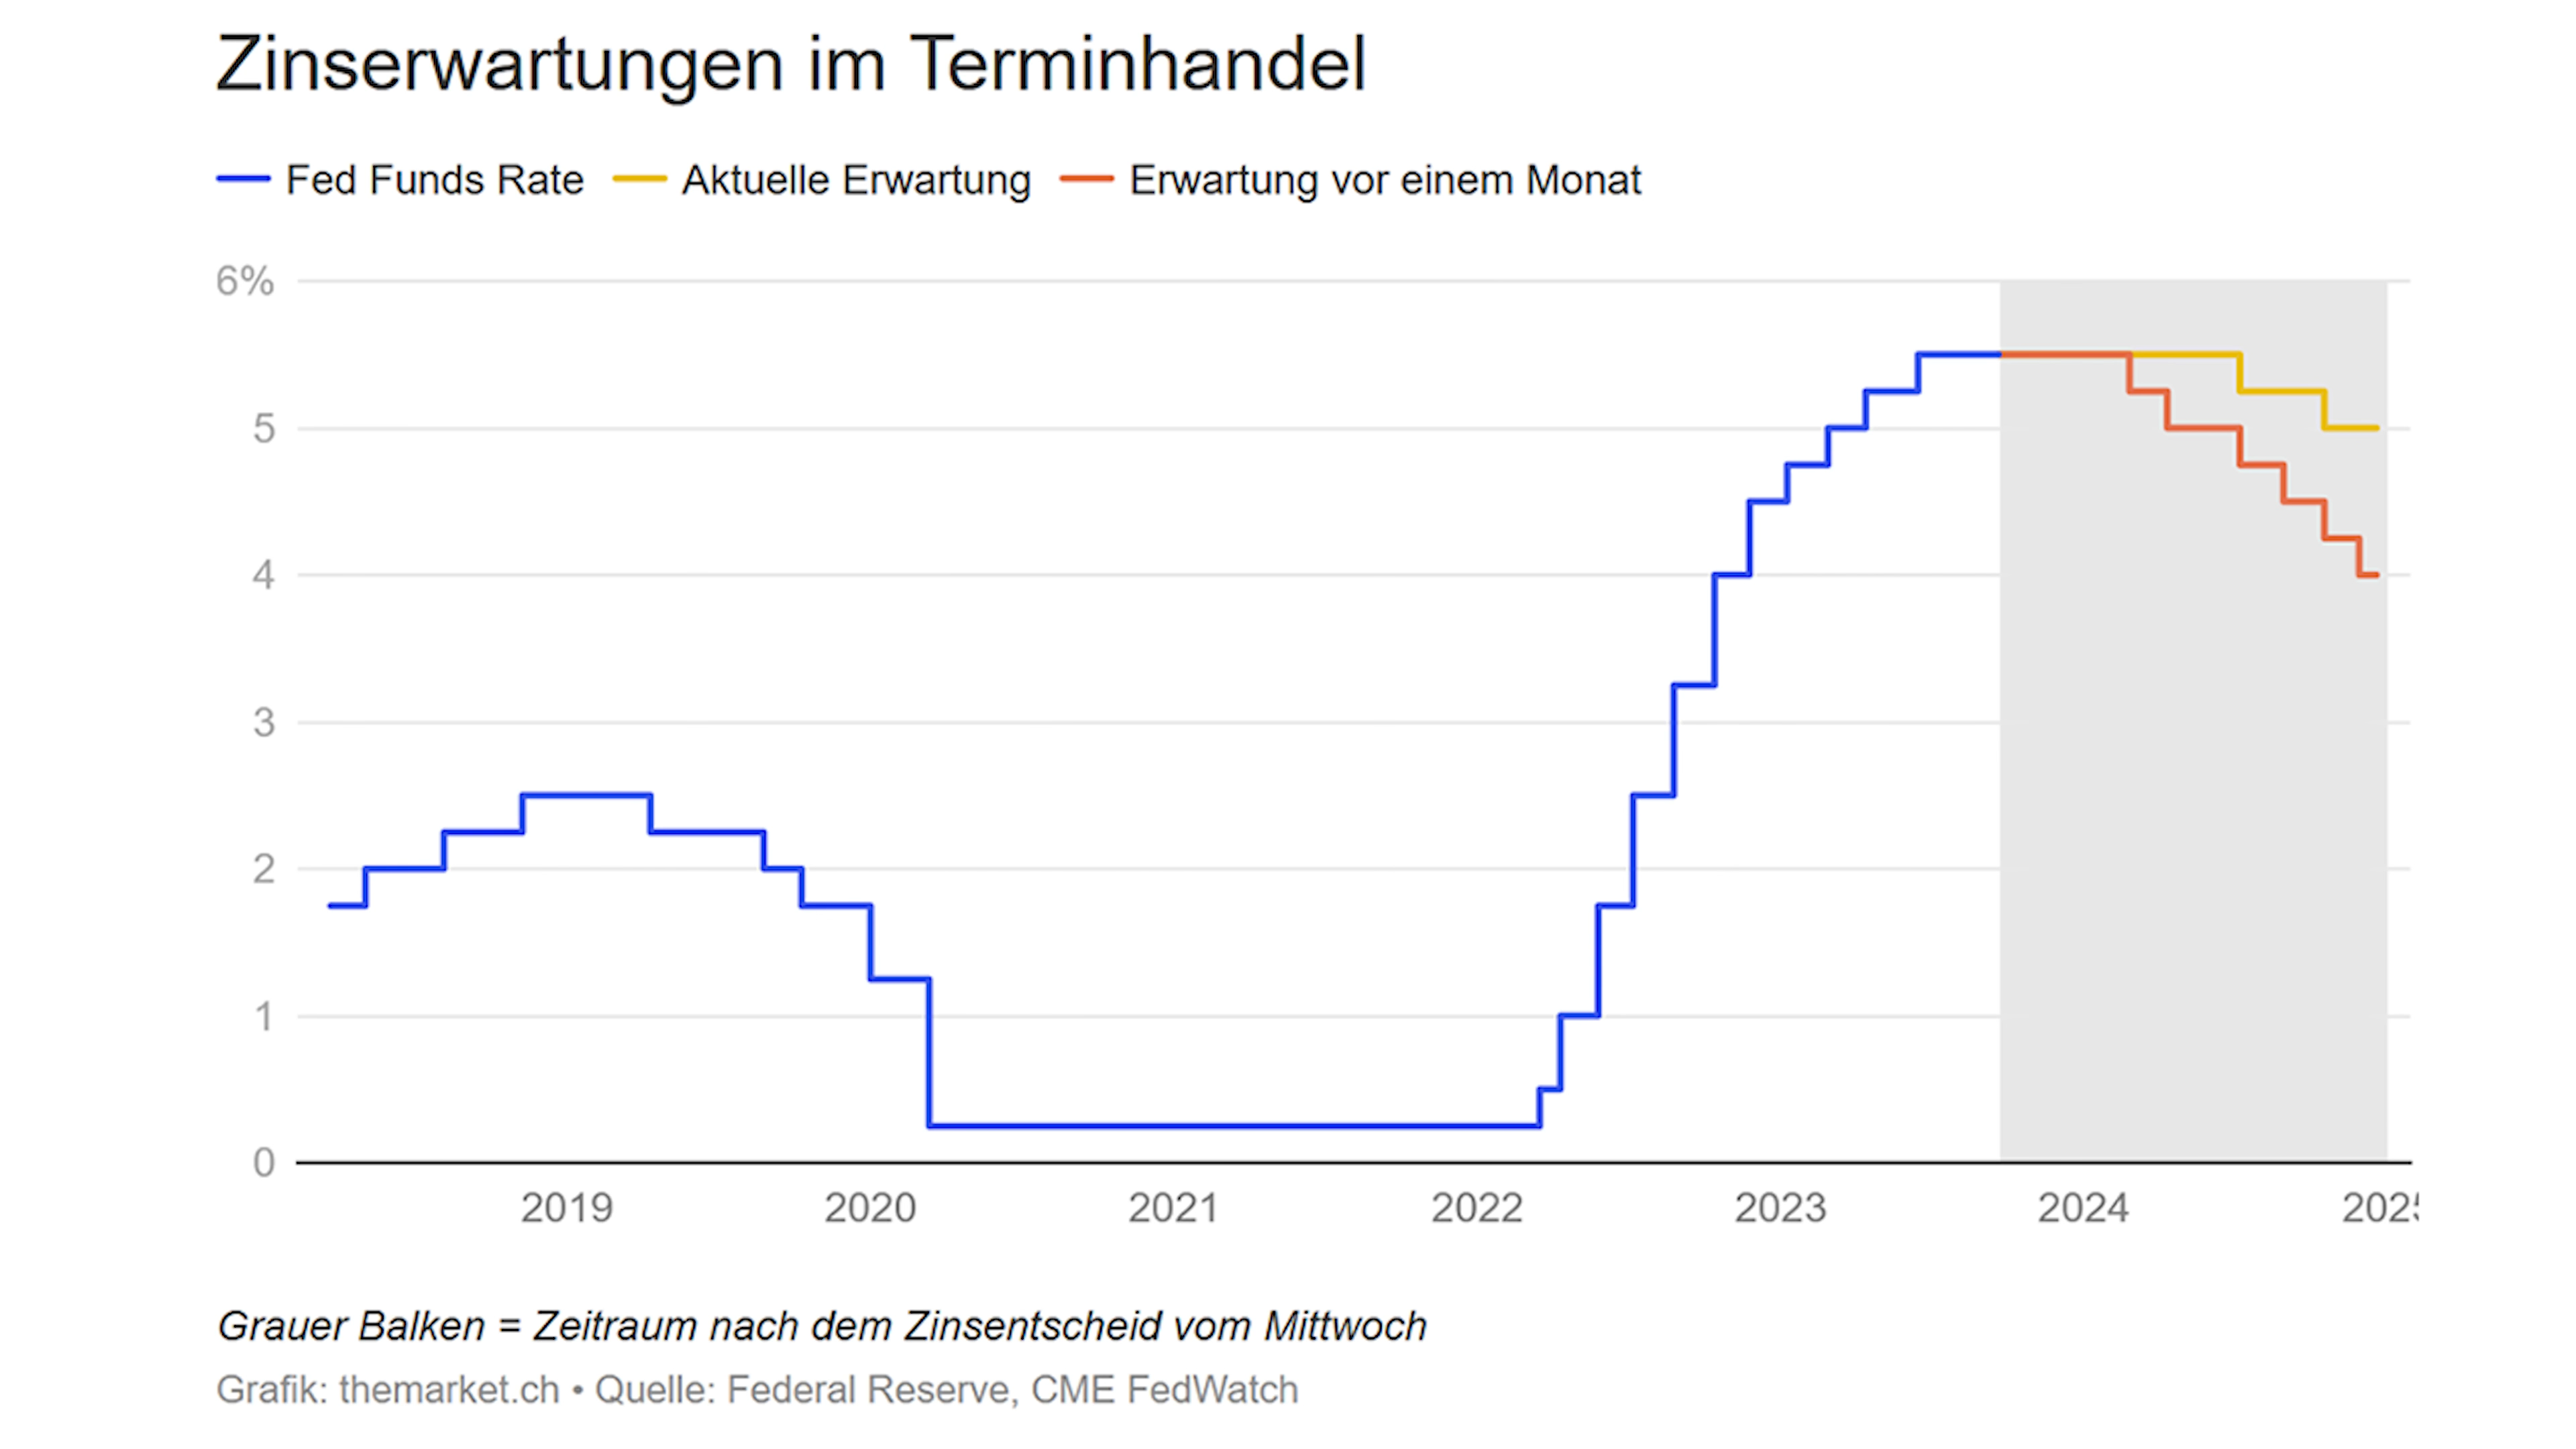 Zinserwartungen im Terminhandel
Fed Funds Rate Aktuelle Erwartung Erwartung vor einem Monat
6%
5
4
3
2
1
0
2019 2020 2021 2022 2023 2024 2025
Grauer Balken = Zeitraum nach dem Zinsentscheid vom Mittwoch
Grafik: themarket.ch • Quelle: Federal Reserve, CME FedWatch